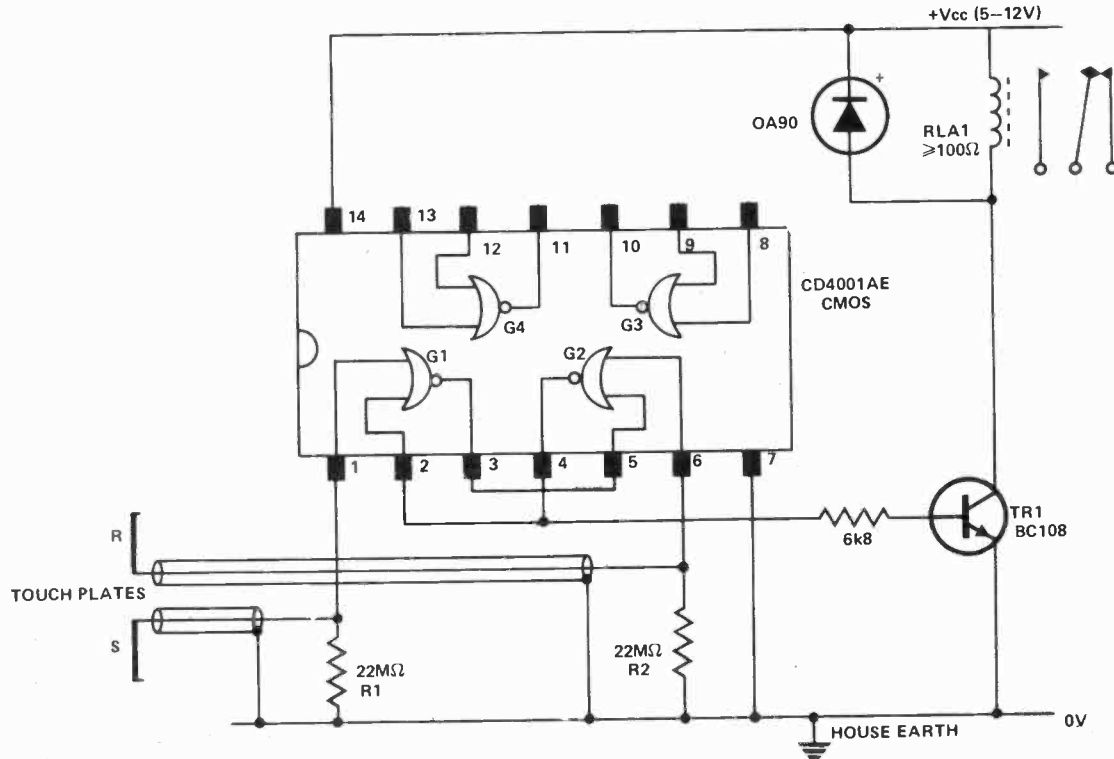 +Vcc (5–12V)
+
OA90
RLA1
≥100Ω
14
13
12
11
10
9
8
CD4001AE
CMOS
G4
G3
G1
G2
1
2
3
4
5
6
7
R
TOUCH PLATES
S
6k8
TR1
BC108
22MΩ
R1
22MΩ
R2
0V
HOUSE EARTH